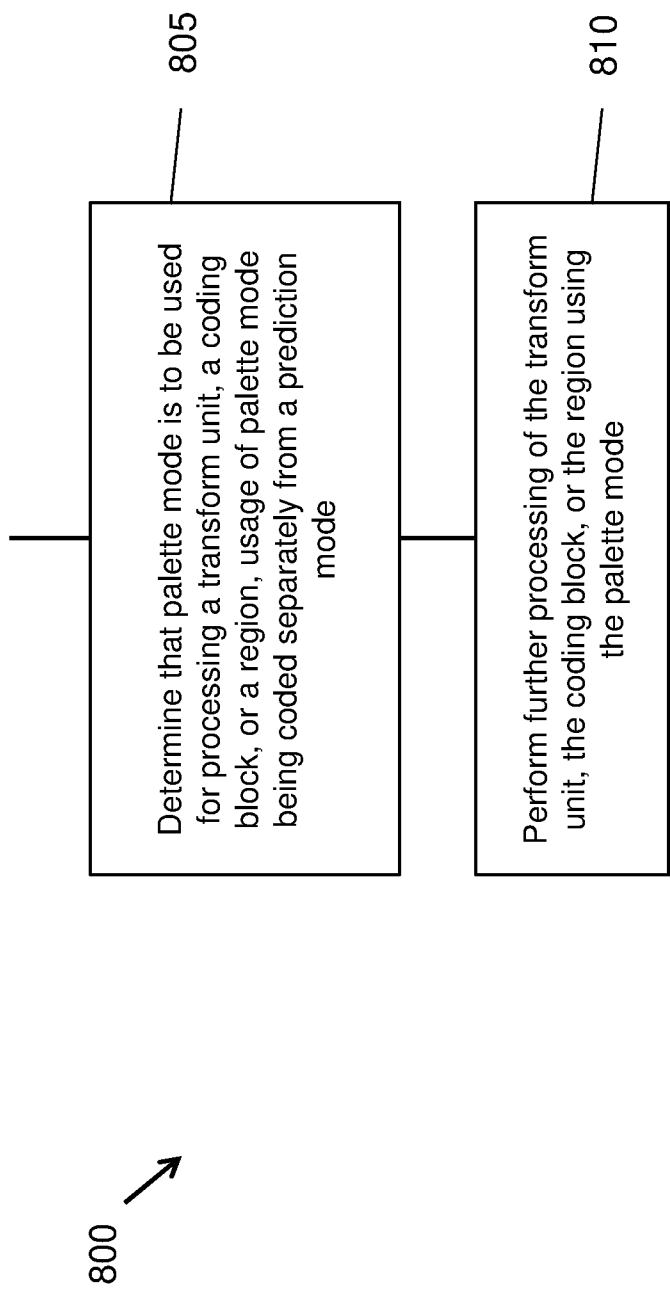 800
805
Determine that palette mode is to be used
for processing a transform unit, a coding
block, or a region, usage of palette mode
being coded separately from a prediction
mode
810
Perform further processing of the transform
unit, the coding block, or the region using
the palette mode